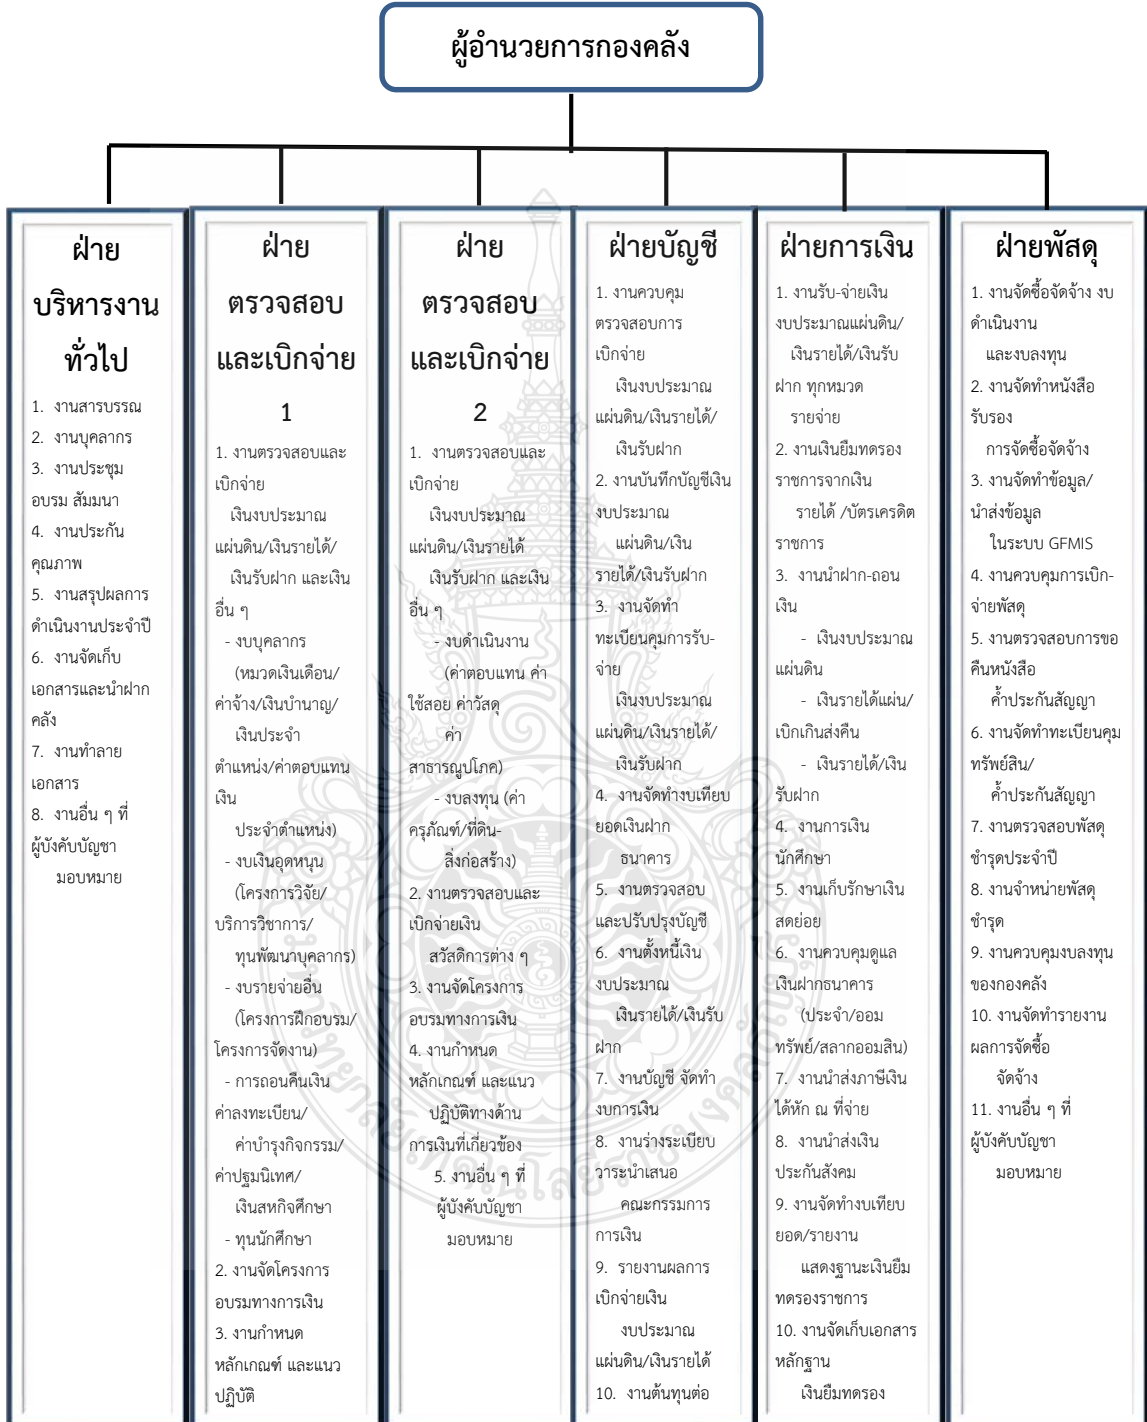 ผู้อำนวยการกองคลัง
ฝ่าย
บริหารงาน
ทั่วไป
1. งานสารบรรณ
2. งานบุคลากร
3. งานประชุม
อบรม สัมมนา
4. งานประกัน
คุณภาพ
5. งานสรุปผลการ
ดำเนินงานประจำปี
6. งานจัดเก็บ
เอกสารและนำฝาก
คลัง
7. งานทำลาย
เอกสาร
8. งานอื่น ๆ ที่
ผู้บังคับบัญชา
มอบหมาย
ฝ่าย
ตรวจสอบ
และเบิกจ่าย
1
1. งานตรวจสอบและ
เบิกจ่าย
เงินงบประมาณ
แผ่นดิน/เงินรายได้/
เงินรับฝาก และเงิน
อื่น ๆ
- งบบุคลากร
(หมวดเงินเดือน/
ค่าจ้าง/เงินบำนาญ/
เงินประจำ
ตำแหน่ง/ค่าตอบแทน
เงิน
ประจำตำแหน่ง)
- งบเงินอุดหนุน
(โครงการวิจัย/
บริการวิชาการ/
ทุนพัฒนาบุคลากร)
- งบรายจ่ายอื่น
(โครงการฝึกอบรม/
โครงการจัดงาน)
- การถอนคืนเงิน
ค่าลงทะเบียน/
ค่าบำรุงกิจกรรม/
ค่าปฐมนิเทศ/
เงินสหกิจศึกษา
- ทุนนักศึกษา
2. งานจัดโครงการ
อบรมทางการเงิน
3. งานกำหนด
หลักเกณฑ์ และแนว
ปฏิบัติ
ฝ่าย
ตรวจสอบ
และเบิกจ่าย
2
1. งานตรวจสอบและ
เบิกจ่าย
เงินงบประมาณ
แผ่นดิน/เงินรายได้
เงินรับฝาก และเงิน
อื่น ๆ
- งบดำเนินงาน
(ค่าตอบแทน ค่า
ใช้สอย ค่าวัสดุ
ค่า
สาธารณูปโภค)
- งบลงทุน (ค่า
ครุภัณฑ์/ที่ดิน-
สิ่งก่อสร้าง)
2. งานตรวจสอบและ
เบิกจ่ายเงิน
สวัสดิการต่าง ๆ
3. งานจัดโครงการ
อบรมทางการเงิน
4. งานกำหนด
หลักเกณฑ์ และแนว
ปฏิบัติทางด้าน
การเงินที่เกี่ยวข้อง
5. งานอื่น ๆ ที่
ผู้บังคับบัญชา
มอบหมาย
ฝ่ายบัญชี
1. งานควบคุม
ตรวจสอบการ
เบิกจ่าย
เงินงบประมาณ
แผ่นดิน/เงินรายได้/
เงินรับฝาก
2. งานบันทึกบัญชีเงิน
งบประมาณ
แผ่นดิน/เงิน
รายได้/เงินรับฝาก
3. งานจัดทำ
ทะเบียนคุมการรับ-
จ่าย
เงินงบประมาณ
แผ่นดิน/เงินรายได้/
เงินรับฝาก
4. งานจัดทำงบเทียบ
ยอดเงินฝาก
ธนาคาร
5. งานตรวจสอบ
และปรับปรุงบัญชี
6. งานตั้งหนี้เงิน
งบประมาณ
เงินรายได้/เงินรับ
ฝาก
7. งานบัญชี จัดทำ
งบการเงิน
8. งานร่างระเบียบ
วาระนำเสนอ
คณะกรรมการ
การเงิน
9. รายงานผลการ
เบิกจ่ายเงิน
งบประมาณ
แผ่นดิน/เงินรายได้
10. งานต้นทุนต่อ
ฝ่ายการเงิน
1. งานรับ-จ่ายเงิน
งบประมาณแผ่นดิน/
เงินรายได้/เงินรับ
ฝาก ทุกหมวด
รายจ่าย
2. งานเงินยืมทดรอง
ราชการจากเงิน
รายได้ /บัตรเครดิต
ราชการ
3. งานนำฝาก-ถอน
เงิน
- เงินงบประมาณ
แผ่นดิน
- เงินรายได้แผ่น/
เบิกเกินส่งคืน
- เงินรายได้/เงิน
รับฝาก
4. งานการเงิน
นักศึกษา
5. งานเก็บรักษาเงิน
สดย่อย
6. งานควบคุมดูแล
เงินฝากธนาคาร
(ประจำ/ออม
ทรัพย์/สลากออมสิน)
7. งานนำส่งภาษีเงิน
ได้หัก ณ ที่จ่าย
8. งานนำส่งเงิน
ประกันสังคม
9. งานจัดทำงบเทียบ
ยอด/รายงาน
แสดงฐานะเงินยืม
ทดรองราชการ
10. งานจัดเก็บเอกสาร
หลักฐาน
เงินยืมทดรอง
ฝ่ายพัสดุ
1. งานจัดซื้อจัดจ้าง งบ
ดำเนินงาน
และงบลงทุน
2. งานจัดทำหนังสือ
รับรอง
การจัดซื้อจัดจ้าง
3. งานจัดทำข้อมูล/
นำส่งข้อมูล
ในระบบ GFMIS
4. งานควบคุมการเบิก-
จ่ายพัสดุ
5. งานตรวจสอบการขอ
คืนหนังสือ
ค้ำประกันสัญญา
6. งานจัดทำทะเบียนคุม
ทรัพย์สิน/
ค้ำประกันสัญญา
7. งานตรวจสอบพัสดุ
ชำรุดประจำปี
8. งานจำหน่ายพัสดุ
ชำรุด
9. งานควบคุมงบลงทุน
ของกองคลัง
10. งานจัดทำรายงาน
ผลการจัดซื้อ
จัดจ้าง
11. งานอื่น ๆ ที่
ผู้บังคับบัญชา
มอบหมาย